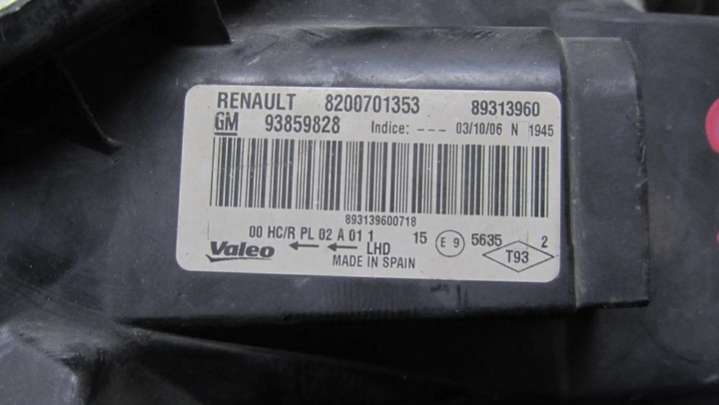 RENAULT 8200701353 89313960
GM 93859828 Indice: --- 03/10/06 N 1945
893139600718
00 HC/R PL 02 A 01 1 15 E 9 5635 2
Valeo ←← LHD T93
MADE IN SPAIN